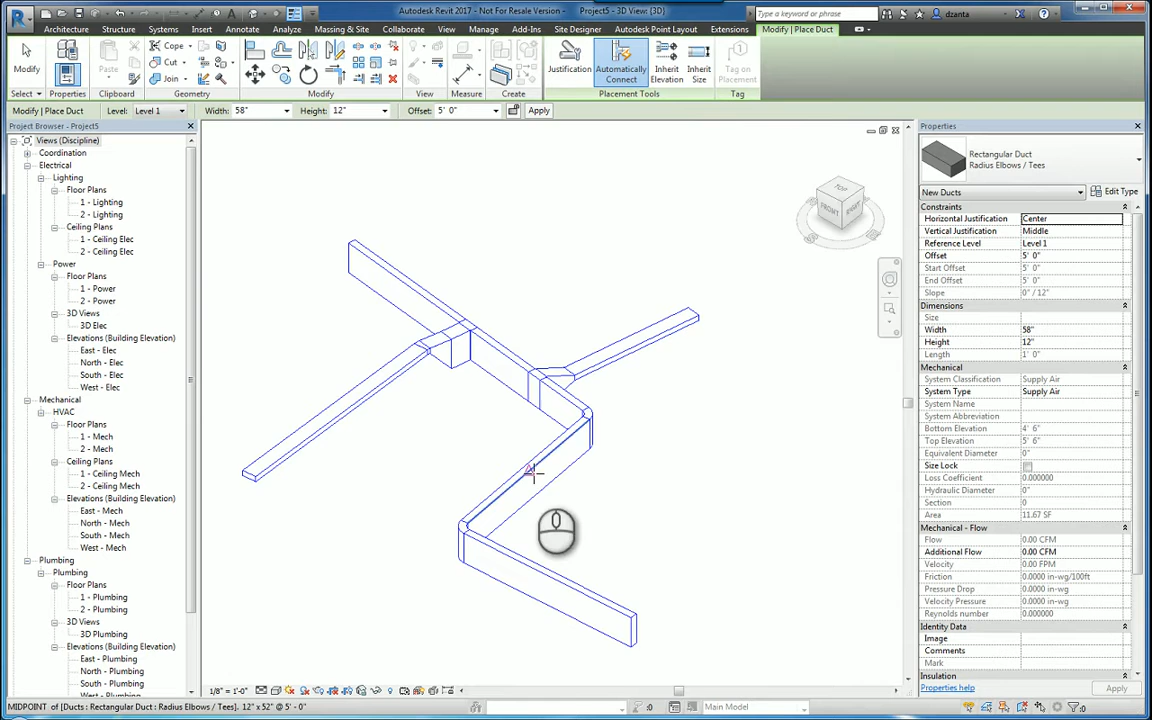 Autodesk Revit 2017 - Not For Resale Version - Project5 - 3D View: {3D}
Type a keyword or phrase
dzanta
Architecture Structure Systems Insert Annotate Analyze Massing & Site Collaborate View Manage Add-Ins Site Designer Autodesk Point Layout Extensions Modify | Place Duct
Modify
Properties
Paste
Cope
Cut
Join
Justification
Automatically Connect
Inherit Elevation
Inherit Size
Tag on Placement
Select Properties Clipboard Geometry Modify View Measure Create Placement Tools Tag
Modify | Place Duct Level: Level 1 Width: 58" Height: 12" Offset: 5' 0" Apply
Project Browser - Project5
Views (Discipline)
Coordination
Electrical
Lighting
Floor Plans
1 - Lighting
2 - Lighting
Ceiling Plans
1 - Ceiling Elec
2 - Ceiling Elec
Power
Floor Plans
1 - Power
2 - Power
3D Views
3D Elec
Elevations (Building Elevation)
East - Elec
North - Elec
South - Elec
West - Elec
Mechanical
HVAC
Floor Plans
1 - Mech
2 - Mech
Ceiling Plans
1 - Ceiling Mech
2 - Ceiling Mech
Elevations (Building Elevation)
East - Mech
North - Mech
South - Mech
West - Mech
Plumbing
Plumbing
Floor Plans
1 - Plumbing
2 - Plumbing
3D Views
3D Plumbing
Elevations (Building Elevation)
East - Plumbing
North - Plumbing
South - Plumbing
West - Plumbing
TOP
FRONT
RIGHT
Properties
Rectangular Duct
Radius Elbows / Tees
New Ducts Edit Type
Constraints
Horizontal Justification Center
Vertical Justification Middle
Reference Level Level 1
Offset 5' 0"
Start Offset 5' 0"
End Offset 5' 0"
Slope 0" / 12"
Dimensions
Size
Width 58"
Height 12"
Length 1' 0"
Mechanical
System Classification Supply Air
System Type Supply Air
System Name
System Abbreviation
Bottom Elevation 4' 6"
Top Elevation 5' 6"
Equivalent Diameter 0"
Size Lock
Loss Coefficient 0.000000
Hydraulic Diameter 0"
Section 0
Area 11.67 SF
Mechanical - Flow
Flow 0.00 CFM
Additional Flow 0.00 CFM
Velocity 0.00 FPM
Friction 0.0000 in-wg/100ft
Pressure Drop 0.0000 in-wg
Velocity Pressure 0.0000 in-wg
Reynolds number 0.000000
Identity Data
Image
Comments
Mark
Insulation
Properties help Apply
1/8" = 1'-0"
MIDPOINT of [Ducts : Rectangular Duct : Radius Elbows / Tees]. 12" x 52" @ 5' - 0" :0 Main Model :0